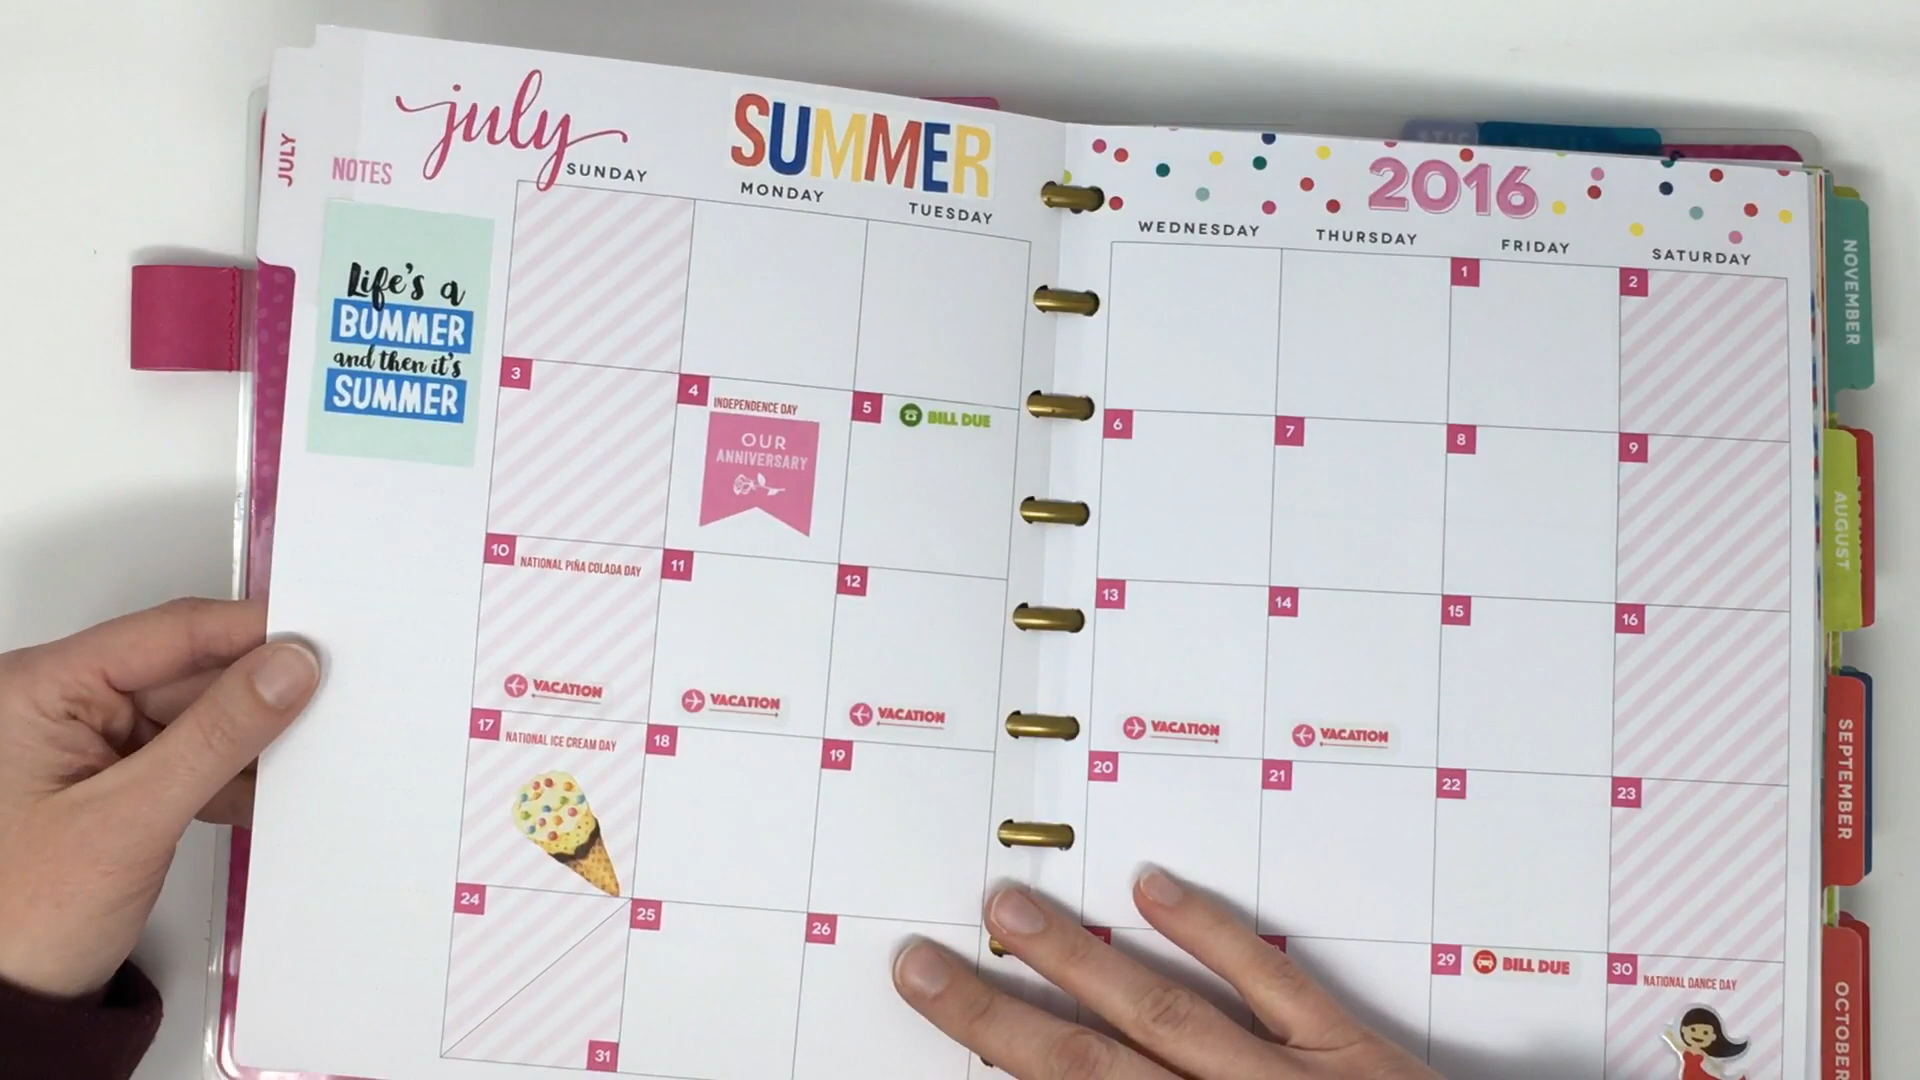 july
SUMMER
2016
JULY
NOTES
SUNDAY
MONDAY
TUESDAY
WEDNESDAY
THURSDAY
FRIDAY
SATURDAY
Life's a
BUMMER
and then it's
SUMMER
1
2
3
4 INDEPENDENCE DAY
OUR
ANNIVERSARY
5 BILL DUE
6
7
8
9
10 NATIONAL PIÑA COLADA DAY
VACATION
11
VACATION
12
VACATION
13
VACATION
14
VACATION
15
16
17 NATIONAL ICE CREAM DAY
18
19
20
21
22
23
24
31
25
26
29 BILL DUE
30 NATIONAL DANCE DAY
NOVEMBER
AUGUST
SEPTEMBER
OCTOBER